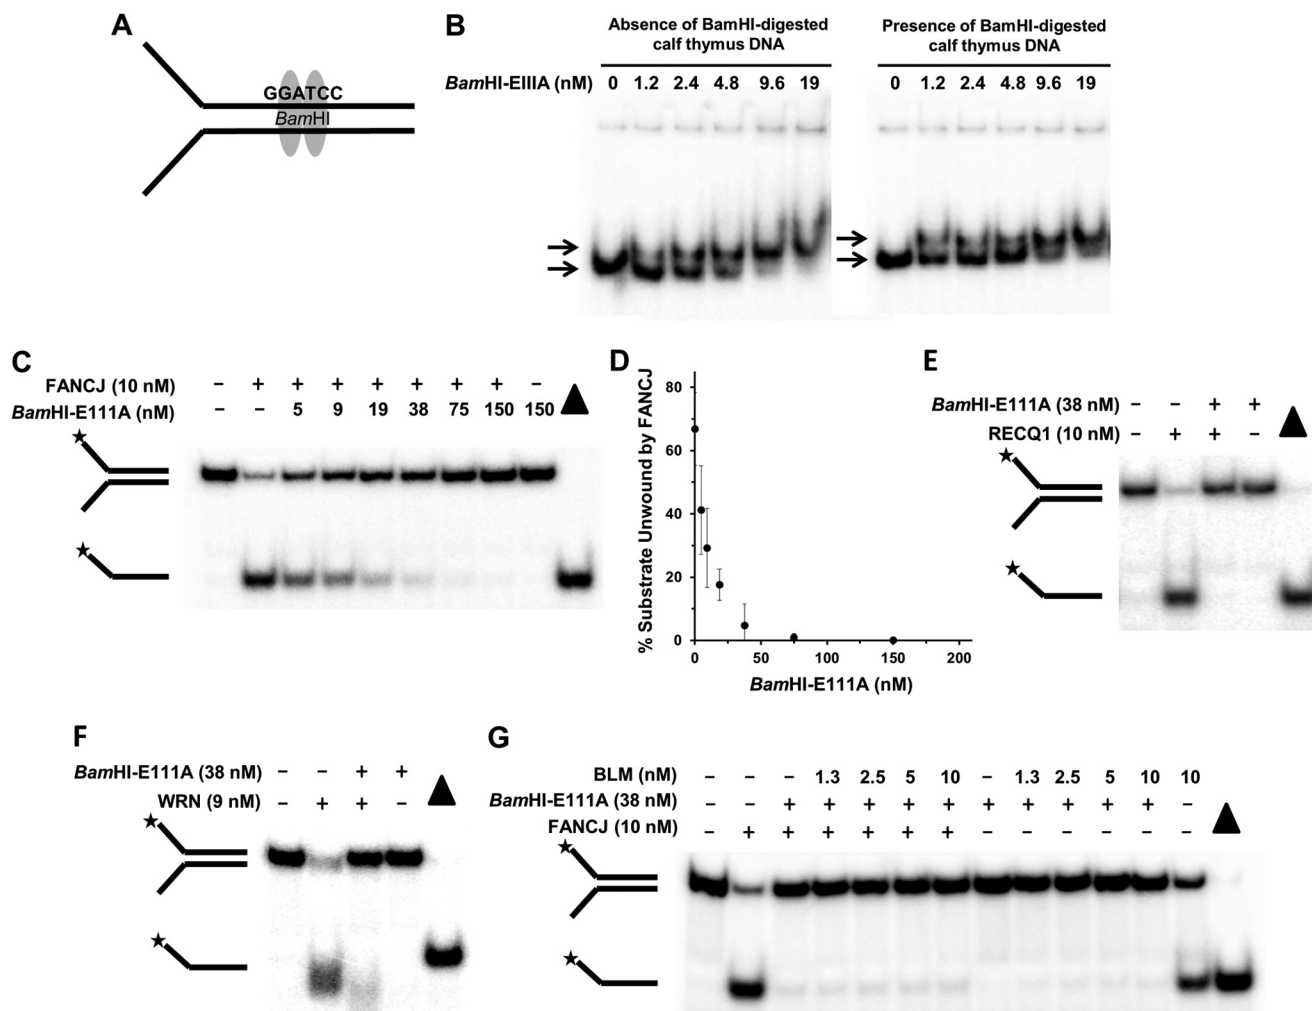 A
GGATCC
BamHI
B
Absence of BamHI-digested
calf thymus DNA
Presence of BamHI-digested
calf thymus DNA
BamHI-EIIIA (nM) 0 1.2 2.4 4.8 9.6 19 0 1.2 2.4 4.8 9.6 19
C
FANCJ (10 nM) – + + + + + + + –
BamHI-E111A (nM) – – 5 9 19 38 75 150 150
D
% Substrate Unwound by FANCJ
80
60
40
20
0
0 50 100 150 200
BamHI-E111A (nM)
E
BamHI-E111A (38 nM) – – + +
RECQ1 (10 nM) – + + –
F
BamHI-E111A (38 nM) – – + +
WRN (9 nM) – + + –
G
BLM (nM) – – – 1.3 2.5 5 10 – 1.3 2.5 5 10 10
BamHI-E111A (38 nM) – – + + + + + + + + + + –
FANCJ (10 nM) – + + + + + + – – – – – –